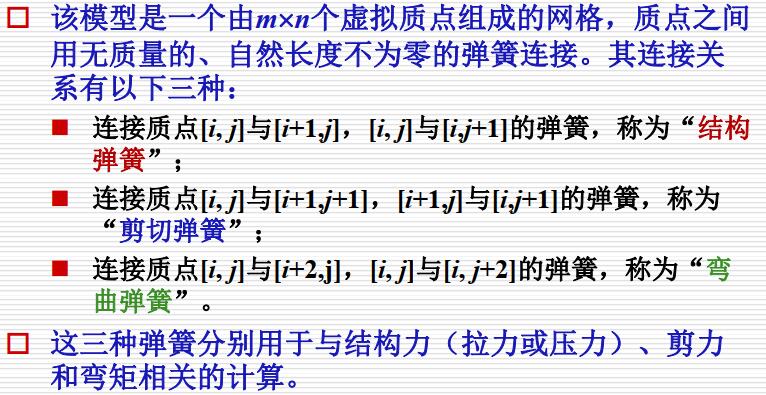 该模型是一个由m×n个虚拟质点组成的网格，质点之间
用无质量的、自然长度不为零的弹簧连接。其连接关
系有以下三种：
连接质点[i, j]与[i+1,j]，[i, j]与[i,j+1]的弹簧，称为“结构
弹簧”；
连接质点[i, j]与[i+1,j+1]，[i+1,j]与[i,j+1]的弹簧，称为
“剪切弹簧”；
连接质点[i, j]与[i+2,j]，[i, j]与[i, j+2]的弹簧，称为“弯
曲弹簧”。
这三种弹簧分别用于与结构力（拉力或压力）、剪力
和弯矩相关的计算。